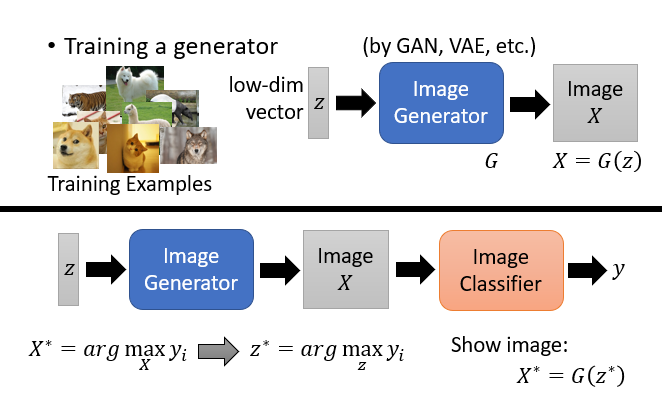 • Training a generator
(by GAN, VAE, etc.)
low-dim
vector
z
Image
Generator
G
Image
X
X = G(z)
Training Examples
z
Image
Generator
Image
X
Image
Classifier
y
X* = arg max y_i
X
z* = arg max y_i
z
Show image:
X* = G(z*)